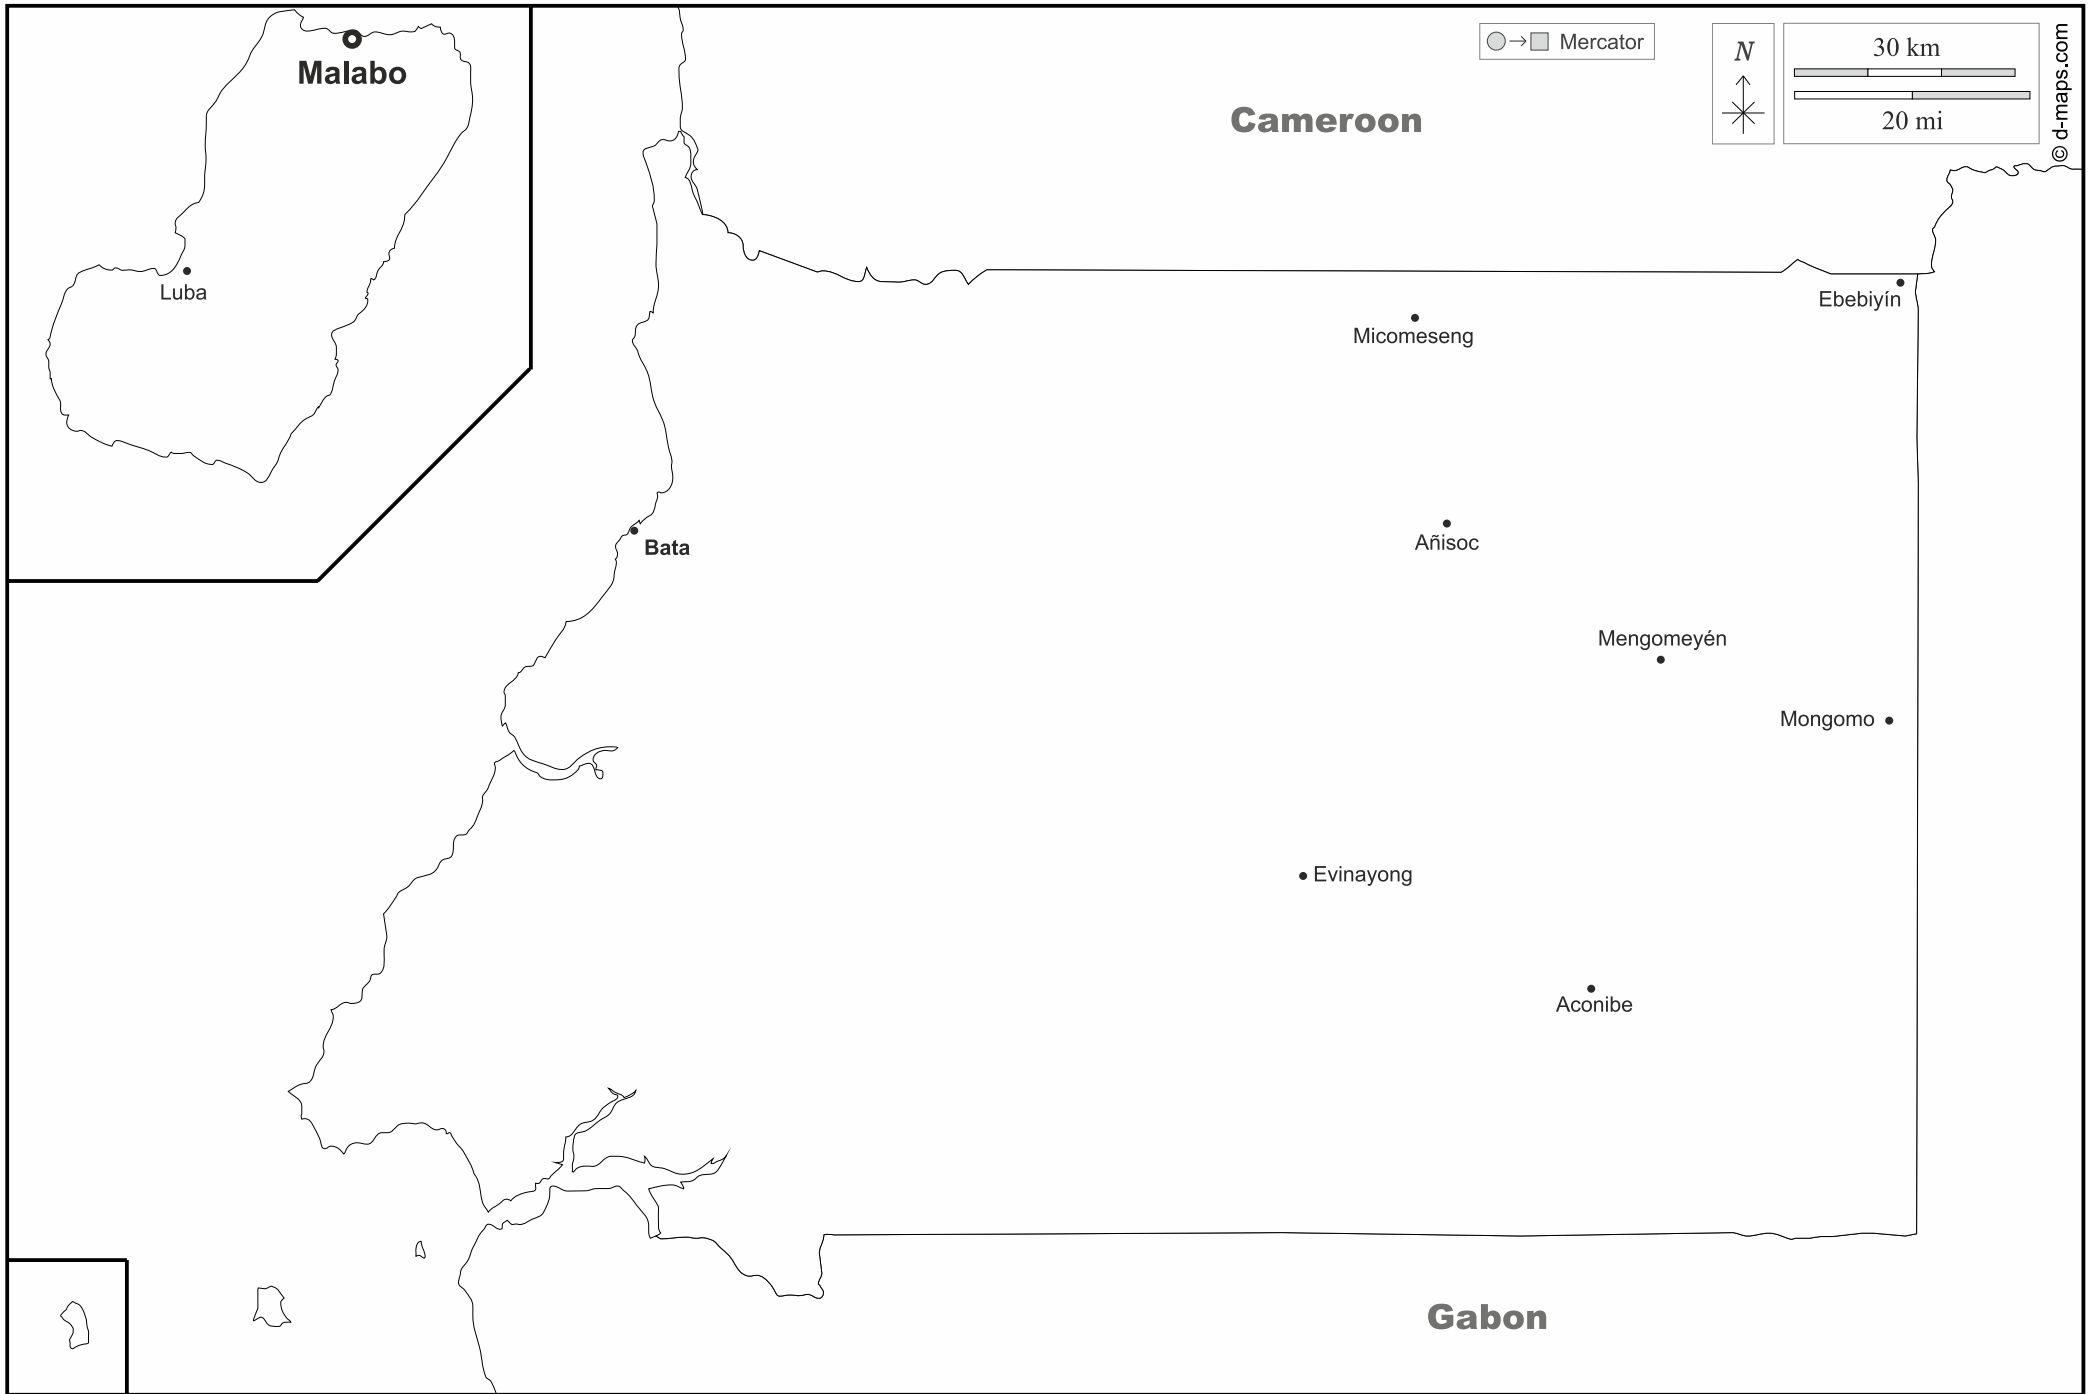 Malabo
Luba
Mercator
N
30 km
20 mi
© d-maps.com
Cameroon
Ebebiyín
Micomeseng
Bata
Añisoc
Mengomeyén
Mongomo
Evinayong
Aconibe
Gabon